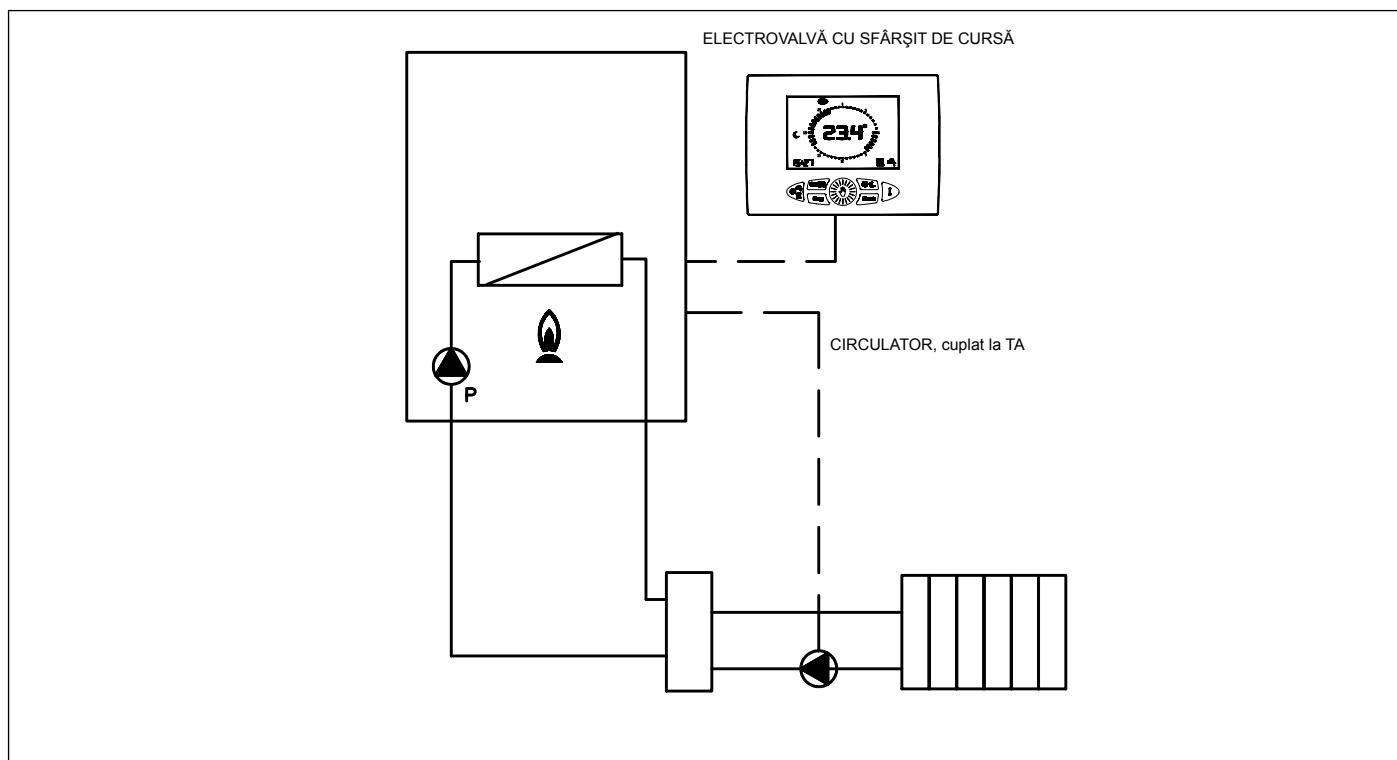 ELECTROVALVĂ CU SFÂRŞIT DE CURSĂ
23.4°
CIRCULATOR, cuplat la TA
P